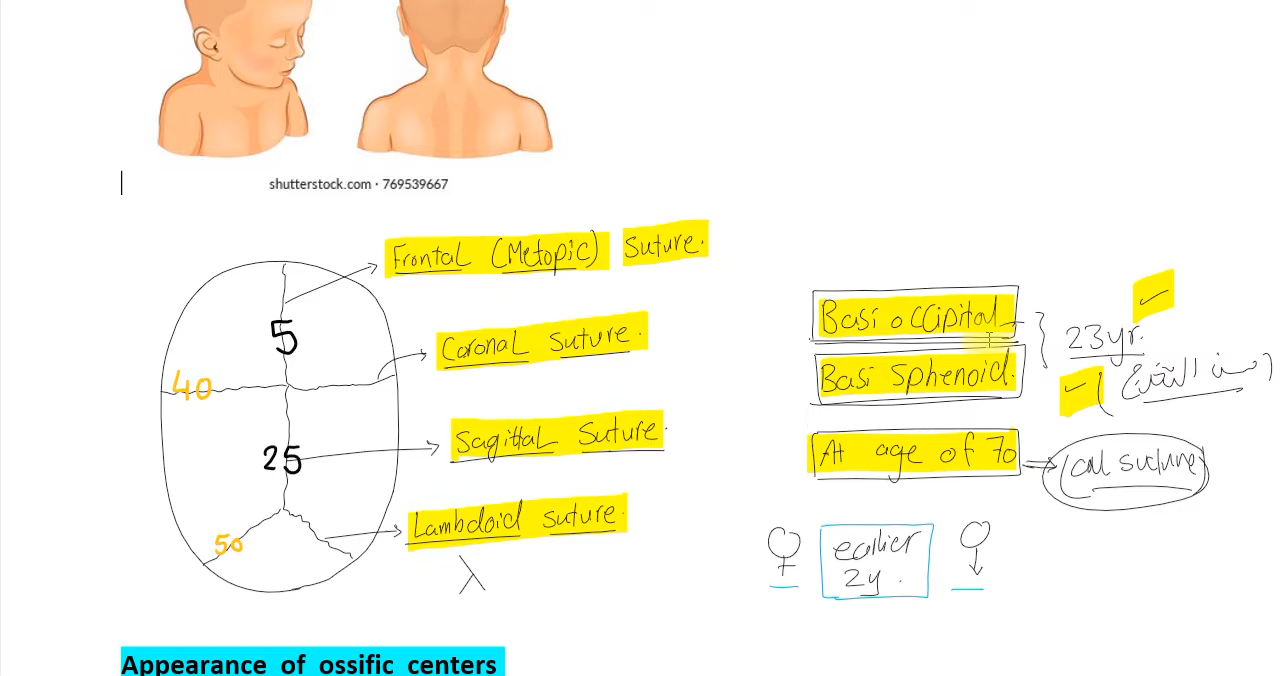 shutterstock.com · 769539667
Frontal (Metopic) Suture.
5
Coronal Suture.
40
Sagittal Suture.
25
Lambdoid Suture.
50
λ
Basi occipital
Basi sphenoid.
23 yr.
At age of 70
(all suture)
♀ earlier
2y.
Appearance of ossific centers